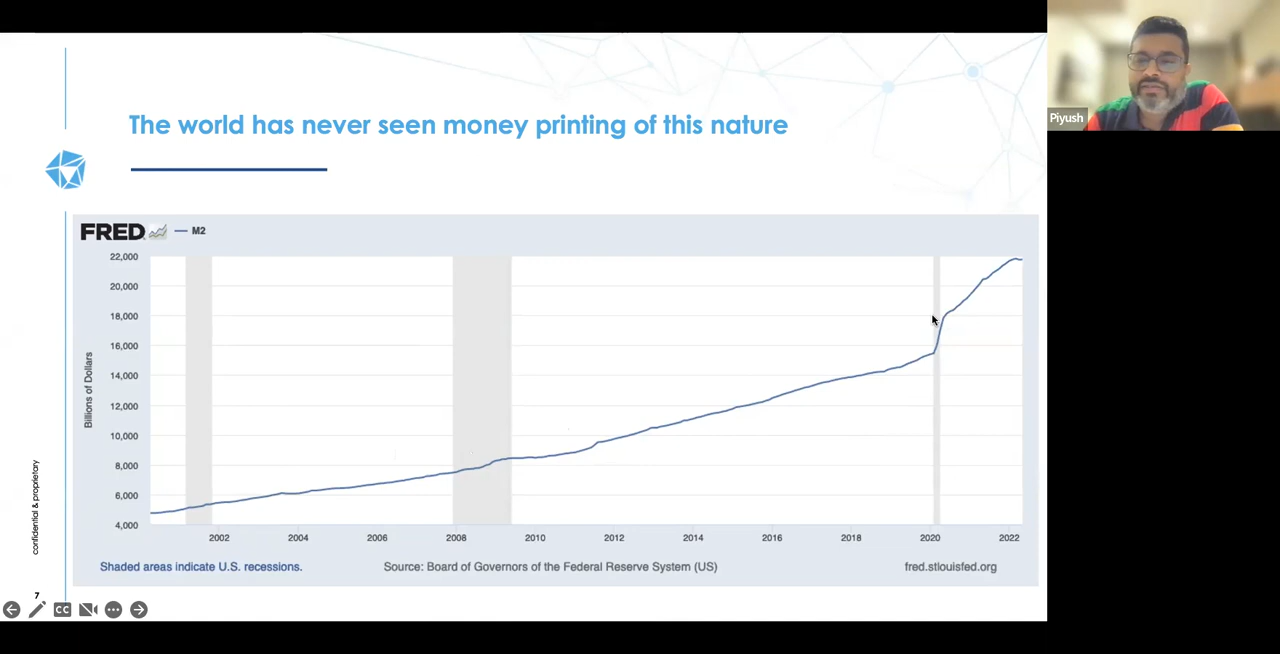 The world has never seen money printing of this nature
Piyush
FRED
M2
Billions of Dollars
22,000
20,000
18,000
16,000
14,000
12,000
10,000
8,000
6,000
4,000
2002 2004 2006 2008 2010 2012 2014 2016 2018 2020 2022
Shaded areas indicate U.S. recessions. Source: Board of Governors of the Federal Reserve System (US) fred.stlouisfed.org
confidential & proprietary
7
CC